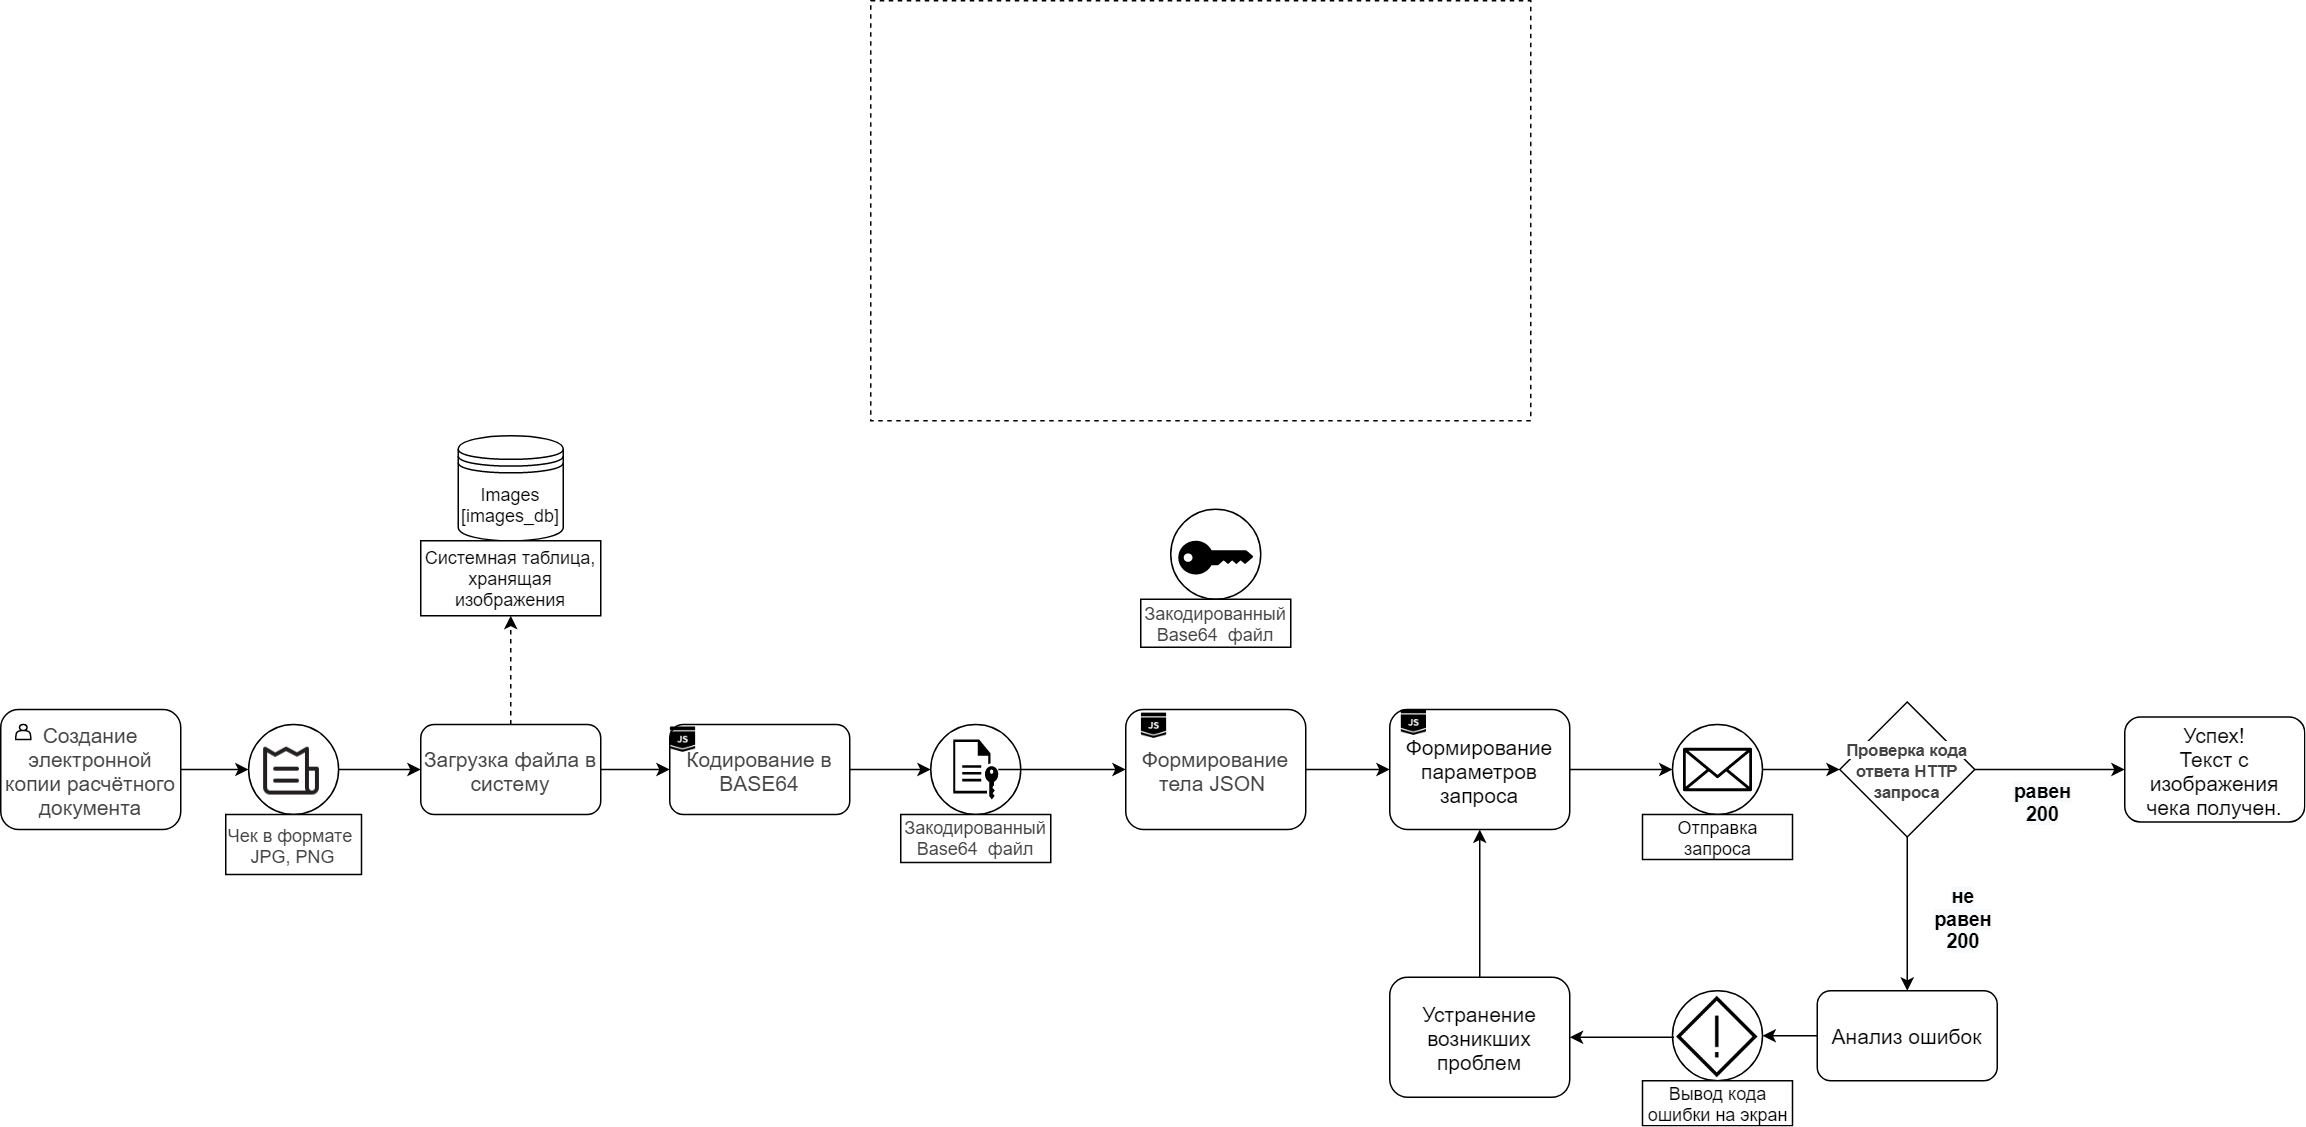 Images
[images_db]
Системная таблица,
хранящая
изображения
Закодированный
Base64 файл
Создание
электронной
копии расчётного
документа
Чек в формате
JPG, PNG
Загрузка файла в
систему
JS
Кодирование в
BASE64
Закодированный
Base64 файл
JS
Формирование
тела JSON
JS
Формирование
параметров
запроса
Отправка
запроса
Проверка кода
ответа HTTP
запроса
равен
200
Успех!
Текст с
изображения
чека получен.
не
равен
200
Анализ ошибок
Вывод кода
ошибки на экран
Устранение
возникших
проблем